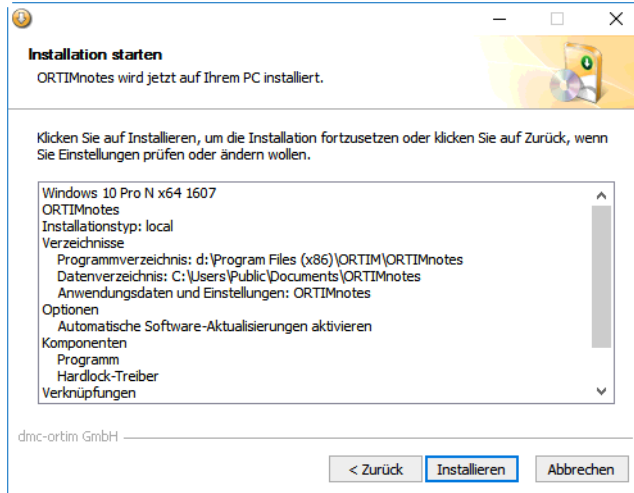 Installation starten
ORTIMnotes wird jetzt auf Ihrem PC installiert.
Klicken Sie auf Installieren, um die Installation fortzusetzen oder klicken Sie auf Zurück, wenn
Sie Einstellungen prüfen oder ändern wollen.
Windows 10 Pro N x64 1607
ORTIMnotes
Installationstyp: local
Verzeichnisse
Programmverzeichnis: d:\Program Files (x86)\ORTIM\ORTIMnotes
Datenverzeichnis: C:\Users\Public\Documents\ORTIMnotes
Anwendungsdaten und Einstellungen: ORTIMnotes
Optionen
Automatische Software-Aktualisierungen aktivieren
Komponenten
Programm
Hardlock-Treiber
Verknüpfungen
dmc-ortim GmbH
< Zurück Installieren Abbrechen